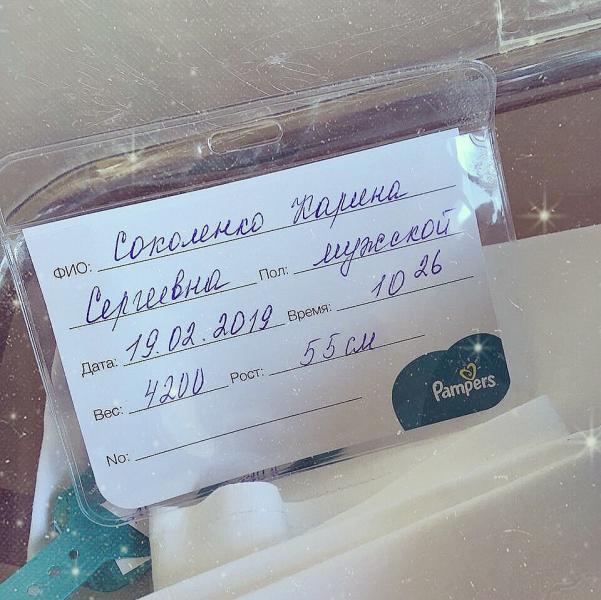 ФИО: Соколенко Карина
Сергеевна Пол: мужской
Дата: 19.02.2019 Время: 10 26
Вес: 4200 Рост: 55 см
No:
Pampers